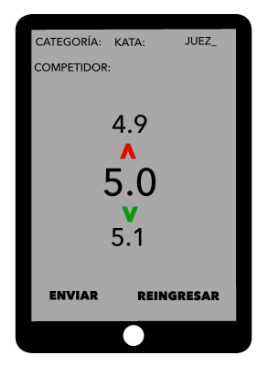 CATEGORÍA: KATA: JUEZ_
COMPETIDOR:
4.9
5.0
5.1
ENVIAR REINGRESAR